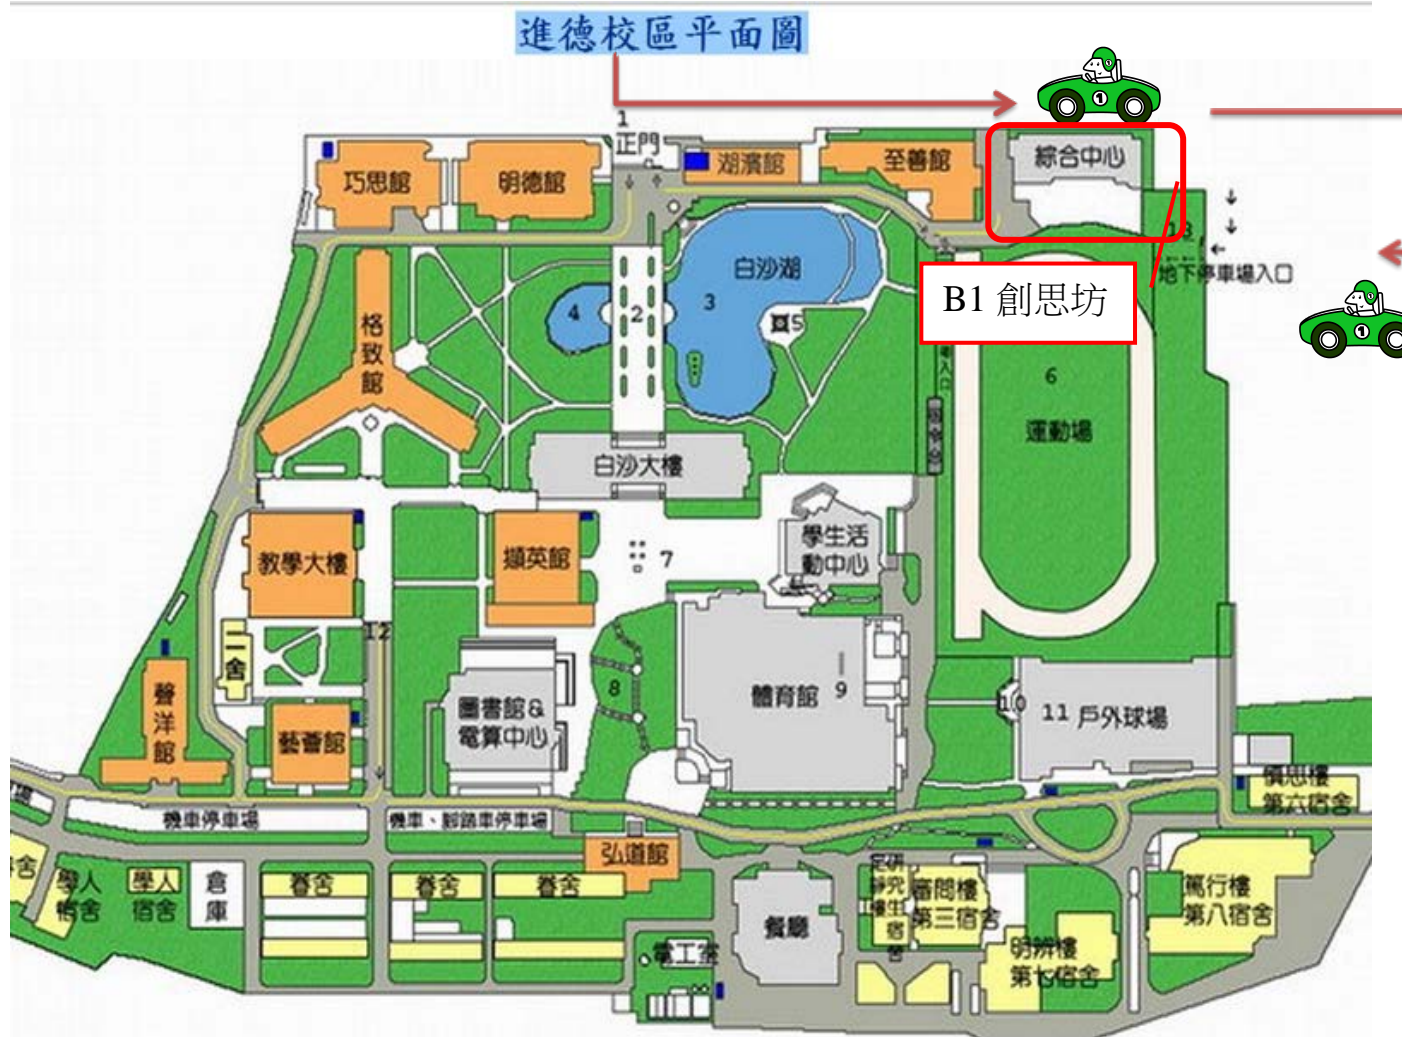 進德校區平面圖
1
正門
巧思館
明德館
湖濱館
至善館
綜合中心
13
地下停車場入口
白沙湖
B1 創思坊
4
2
3
5
格致館
6
運動場
白沙大樓
教學大樓
擷英館
7
學生活
動中心
12
二舍
聲洋館
藝薈館
圖書館&
電算中心
8
體育館
9
10
11 戶外球場
慎思樓
第六宿舍
機車停車場
機車、腳踏車停車場
弘道館
學人
宿舍
學人
宿舍
倉庫
眷舍
眷舍
眷舍
餐廳
電工室
審問樓
第三宿舍
明辨樓
第七宿舍
篤行樓
第八宿舍